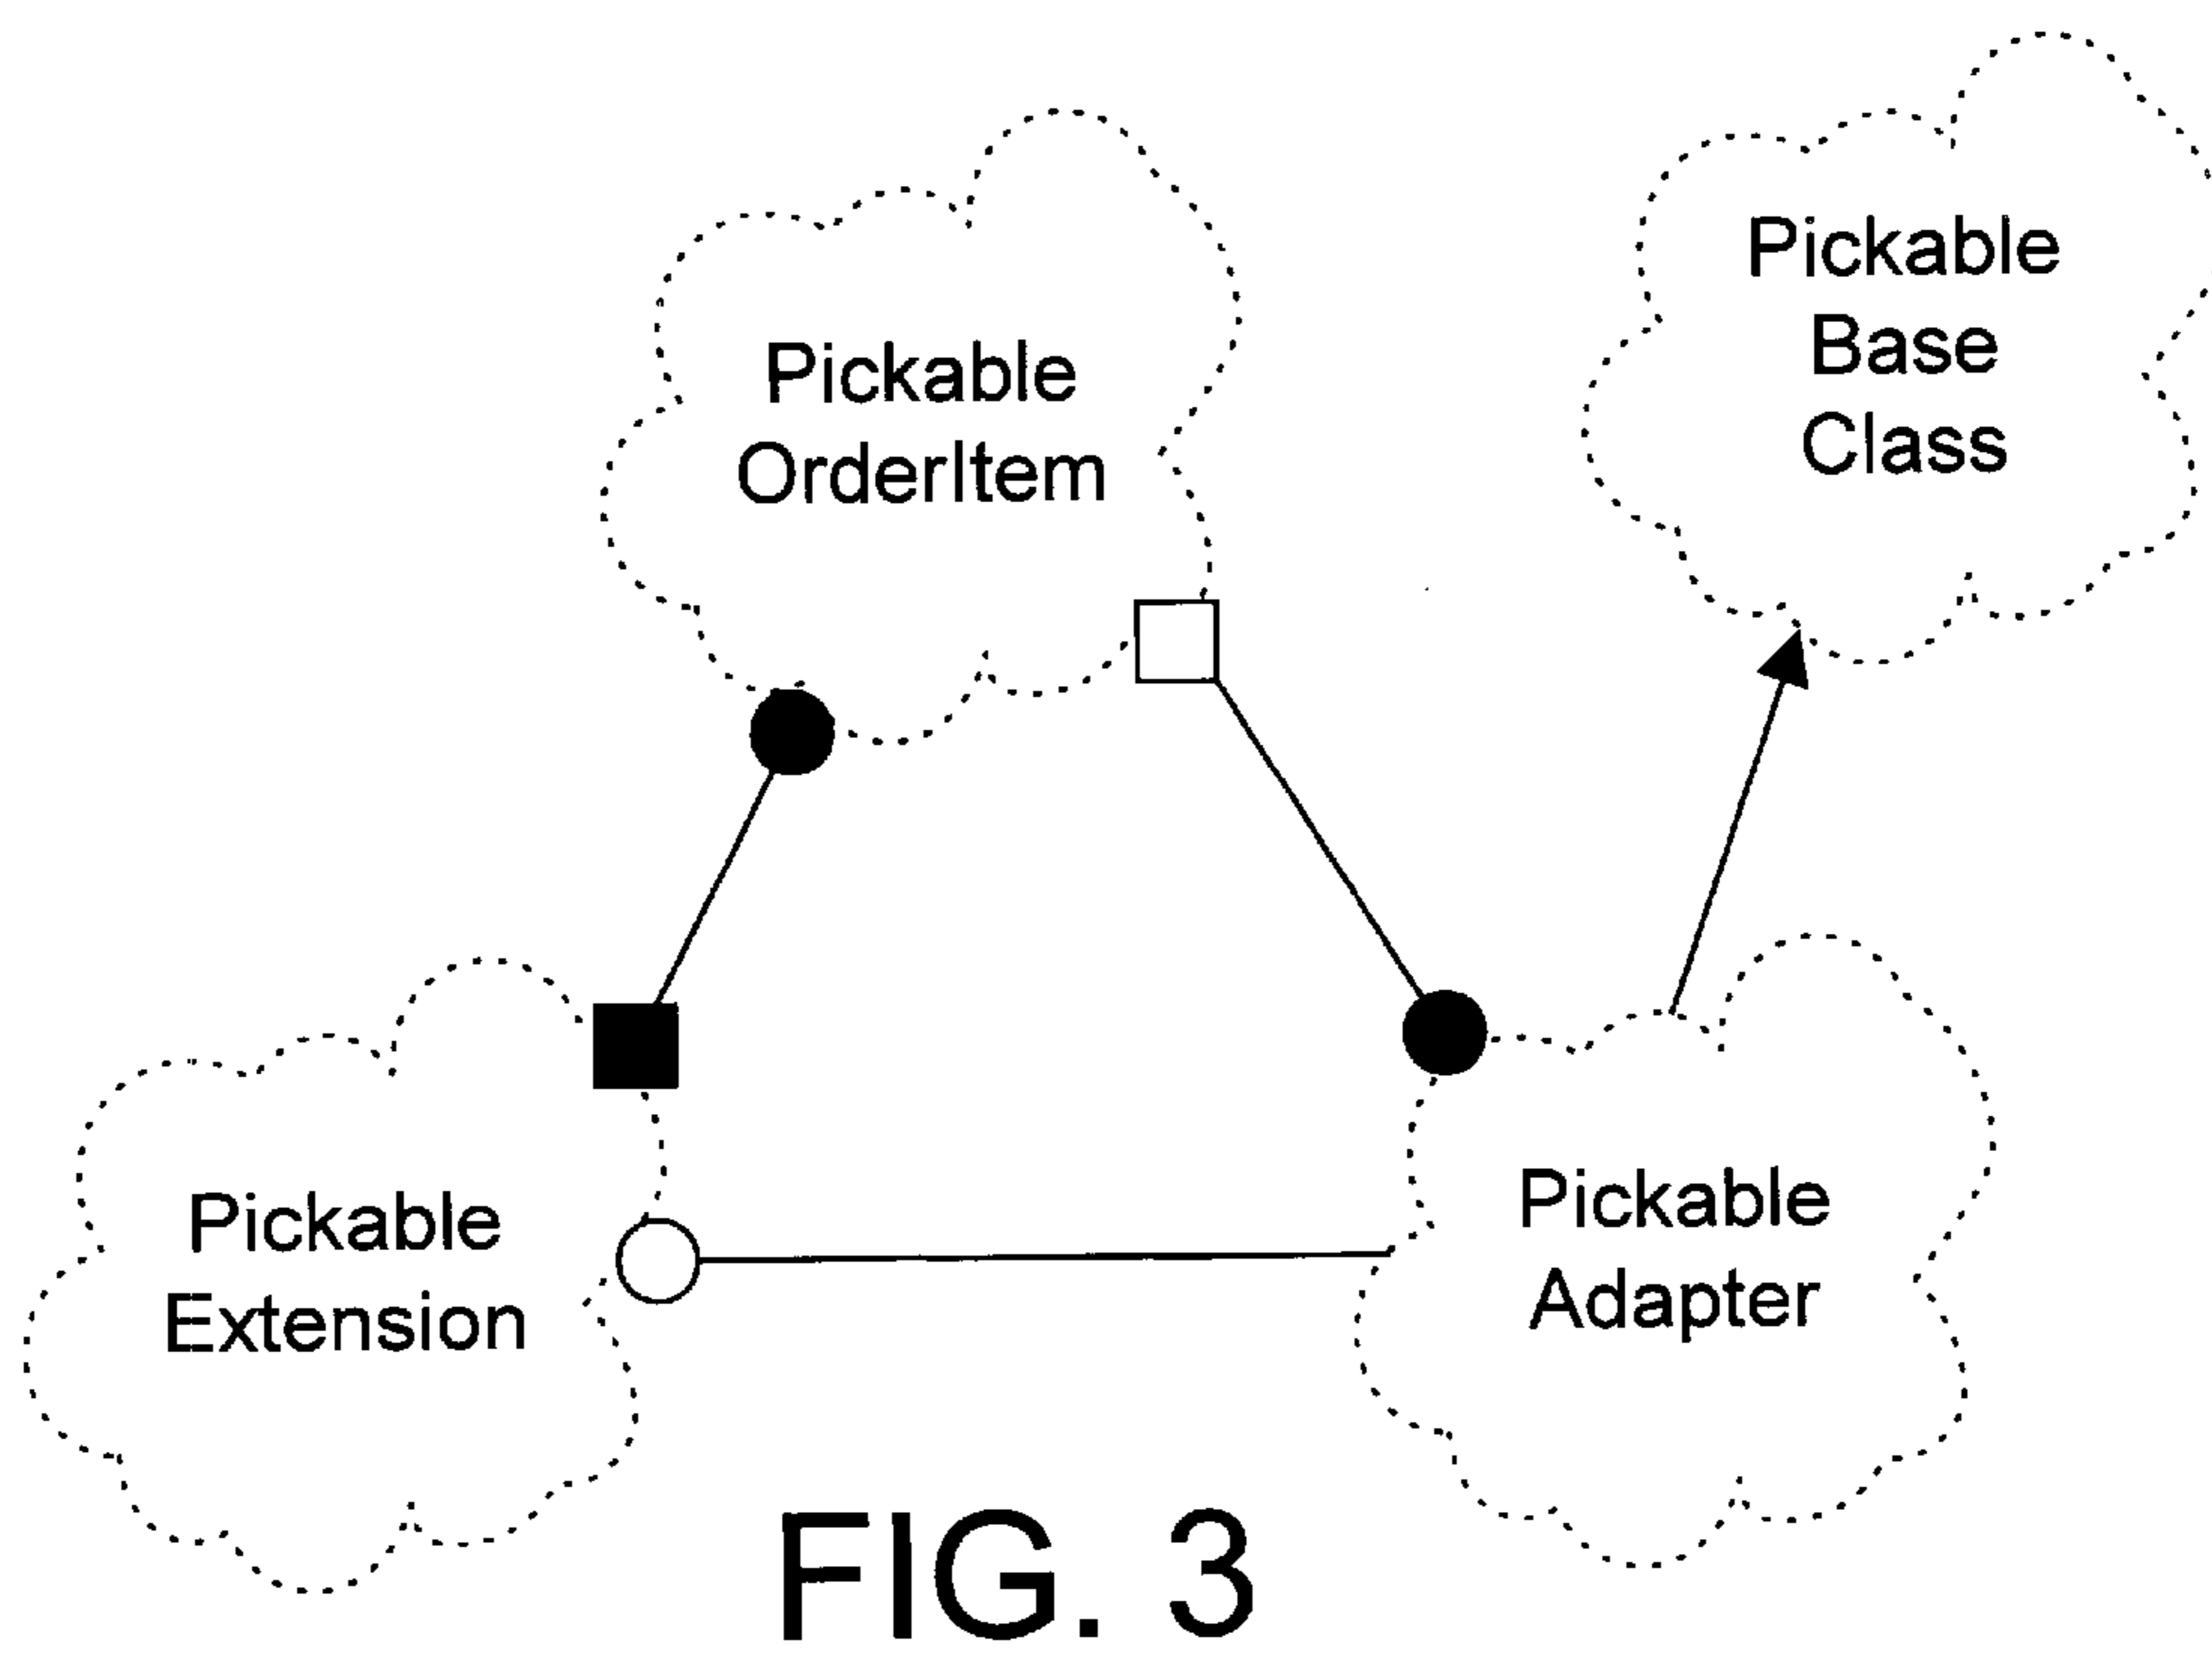 Pickable
OrderItem
Pickable
Base
Class
Pickable
Extension
Pickable
Adapter
FIG. 3